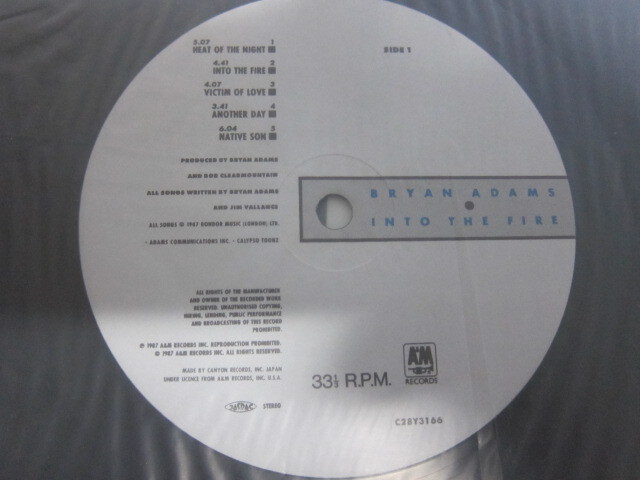 5.07 1
HEAT OF THE NIGHT
4.41 2
INTO THE FIRE
4.07 3
VICTIM OF LOVE
3.41 4
ANOTHER DAY
6.04 5
NATIVE SON
SIDE 1
PRODUCED BY BRYAN ADAMS
AND BOB CLEARMOUNTAIN
ALL SONGS WRITTEN BY BRYAN ADAMS
AND JIM VALLANCE
ALL SONGS © 1987 RONDOR MUSIC (LONDON) LTD.
• ADAMS COMMUNICATIONS INC. • CALYPSO TOONZ
BRYAN ADAMS
INTO THE FIRE
ALL RIGHTS OF THE MANUFACTURER
AND OWNER OF THE RECORDED WORK
RESERVED. UNAUTHORISED COPYING,
HIRING, LENDING, PUBLIC PERFORMANCE
AND BROADCASTING OF THIS RECORD
PROHIBITED.
℗ 1987 A&M RECORDS INC. REPRODUCTION PROHIBITED.
© 1987 A&M RECORDS INC. ALL RIGHTS RESERVED.
MADE BY CANYON RECORDS, INC. JAPAN
UNDER LICENCE FROM A&M RECORDS, INC. U.S.A.
JASRAC STEREO
33⅓ R.P.M.
A&M
RECORDS
C28Y3166